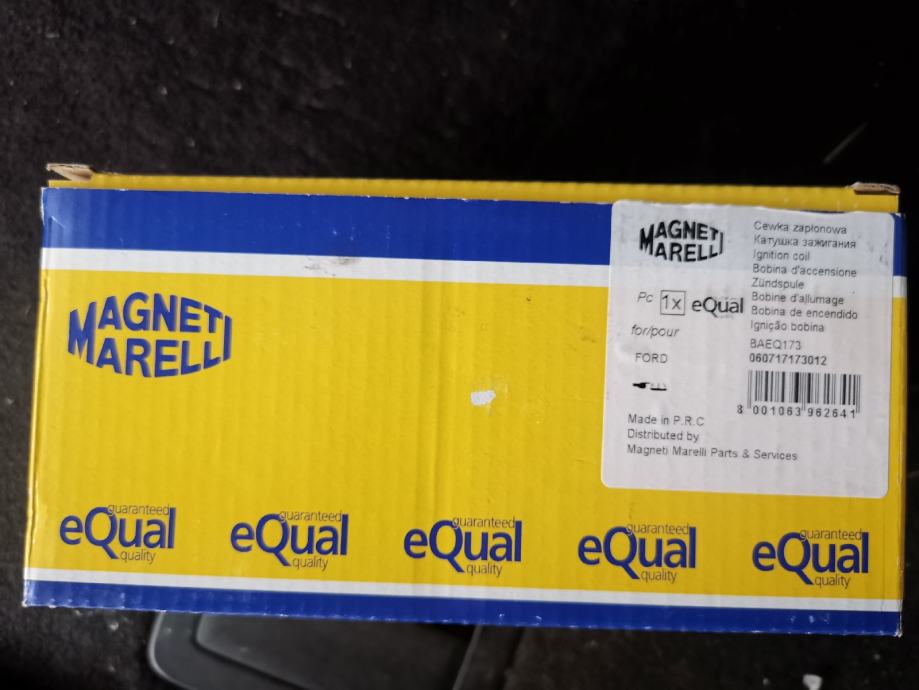 MAGNETI
MARELLI
MAGNETI
MARELLI
Pc 1x eQual
for/pour
FORD
Cewka zapłonowa
Катушка зажигания
Ignition coil
Bobina d'accensione
Zündspule
Bobine d'allumage
Bobina de encendido
Ignição bobina
BAEQ173
060717173012
8 001063 962641
Made in P.R.C
Distributed by
Magneti Marelli Parts & Services
guaranteed
eQual
quality
guaranteed
eQual
quality
guaranteed
eQual
quality
guaranteed
eQual
quality
guaranteed
eQual
quality